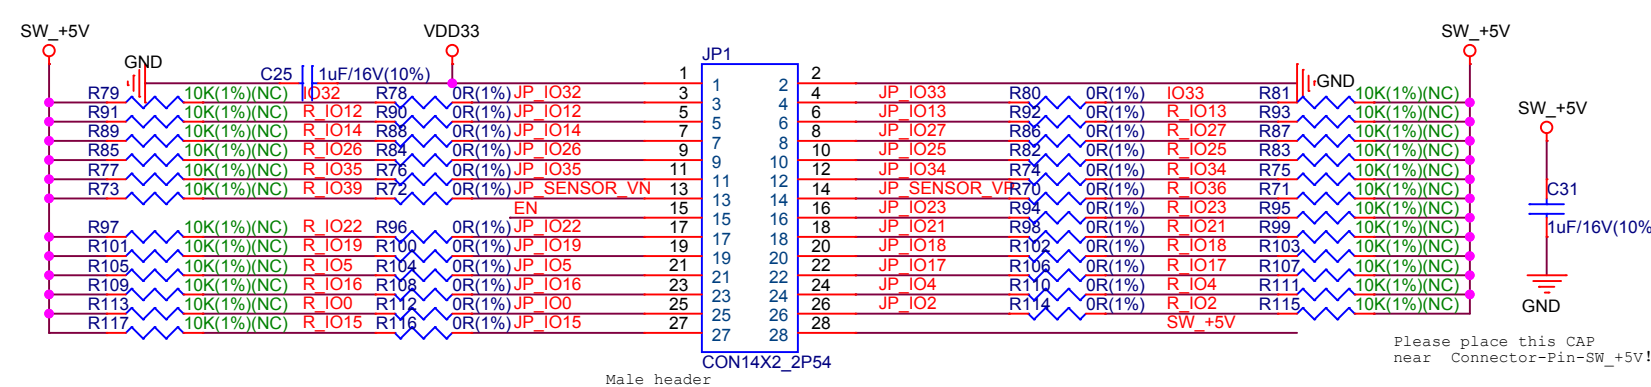 SW_+5V VDD33 SW_+5V
GND JP1
C25 1uF/16V(10%) 1 1 2 2 GND
R79 10K(1%)(NC) IO32 R78 0R(1%) JP_IO32 3 3 4 4 JP_IO33 R80 0R(1%) IO33 R81 10K(1%)(NC)
R91 10K(1%)(NC) R_IO12 R90 0R(1%) JP_IO12 5 5 6 6 JP_IO13 R92 0R(1%) R_IO13 R93 10K(1%)(NC)
R89 10K(1%)(NC) R_IO14 R88 0R(1%) JP_IO14 7 7 8 8 JP_IO27 R86 0R(1%) R_IO27 R87 10K(1%)(NC)
R85 10K(1%)(NC) R_IO26 R84 0R(1%) JP_IO26 9 9 10 10 JP_IO25 R82 0R(1%) R_IO25 R83 10K(1%)(NC)
R77 10K(1%)(NC) R_IO35 R76 0R(1%) JP_IO35 11 11 12 12 JP_IO34 R74 0R(1%) R_IO34 R75 10K(1%)(NC)
R73 10K(1%)(NC) R_IO39 R72 0R(1%) JP_SENSOR_VN 13 13 14 14 JP_SENSOR_VP R70 0R(1%) R_IO36 R71 10K(1%)(NC)
EN 15 15 16 16 JP_IO23 R94 0R(1%) R_IO23 R95 10K(1%)(NC)
R97 10K(1%)(NC) R_IO22 R96 0R(1%) JP_IO22 17 17 18 18 JP_IO21 R98 0R(1%) R_IO21 R99 10K(1%)(NC)
R101 10K(1%)(NC) R_IO19 R100 0R(1%) JP_IO19 19 19 20 20 JP_IO18 R102 0R(1%) R_IO18 R103 10K(1%)(NC)
R105 10K(1%)(NC) R_IO5 R104 0R(1%) JP_IO5 21 21 22 22 JP_IO17 R106 0R(1%) R_IO17 R107 10K(1%)(NC)
R109 10K(1%)(NC) R_IO16 R108 0R(1%) JP_IO16 23 23 24 24 JP_IO4 R110 0R(1%) R_IO4 R111 10K(1%)(NC)
R113 10K(1%)(NC) R_IO0 R112 0R(1%) JP_IO0 25 25 26 26 JP_IO2 R114 0R(1%) R_IO2 R115 10K(1%)(NC)
R117 10K(1%)(NC) R_IO15 R116 0R(1%) JP_IO15 27 27 28 28 SW_+5V
CON14X2_2P54
Male header
SW_+5V
C31
1uF/16V(10%
GND
Please place this CAP
near Connector-Pin-SW_+5V!